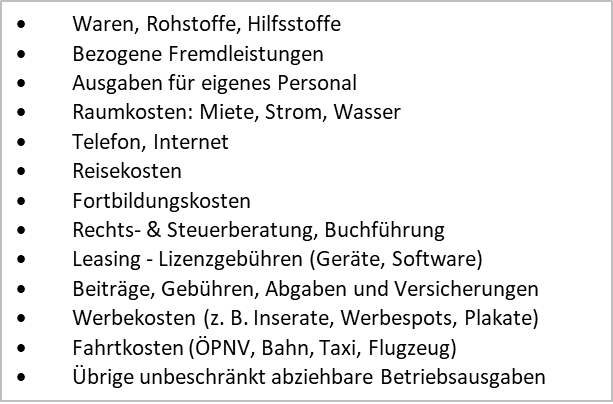 • Waren, Rohstoffe, Hilfsstoffe
• Bezogene Fremdleistungen
• Ausgaben für eigenes Personal
• Raumkosten: Miete, Strom, Wasser
• Telefon, Internet
• Reisekosten
• Fortbildungskosten
• Rechts- & Steuerberatung, Buchführung
• Leasing - Lizenzgebühren (Geräte, Software)
• Beiträge, Gebühren, Abgaben und Versicherungen
• Werbekosten (z. B. Inserate, Werbespots, Plakate)
• Fahrtkosten (ÖPNV, Bahn, Taxi, Flugzeug)
• Übrige unbeschränkt abziehbare Betriebsausgaben